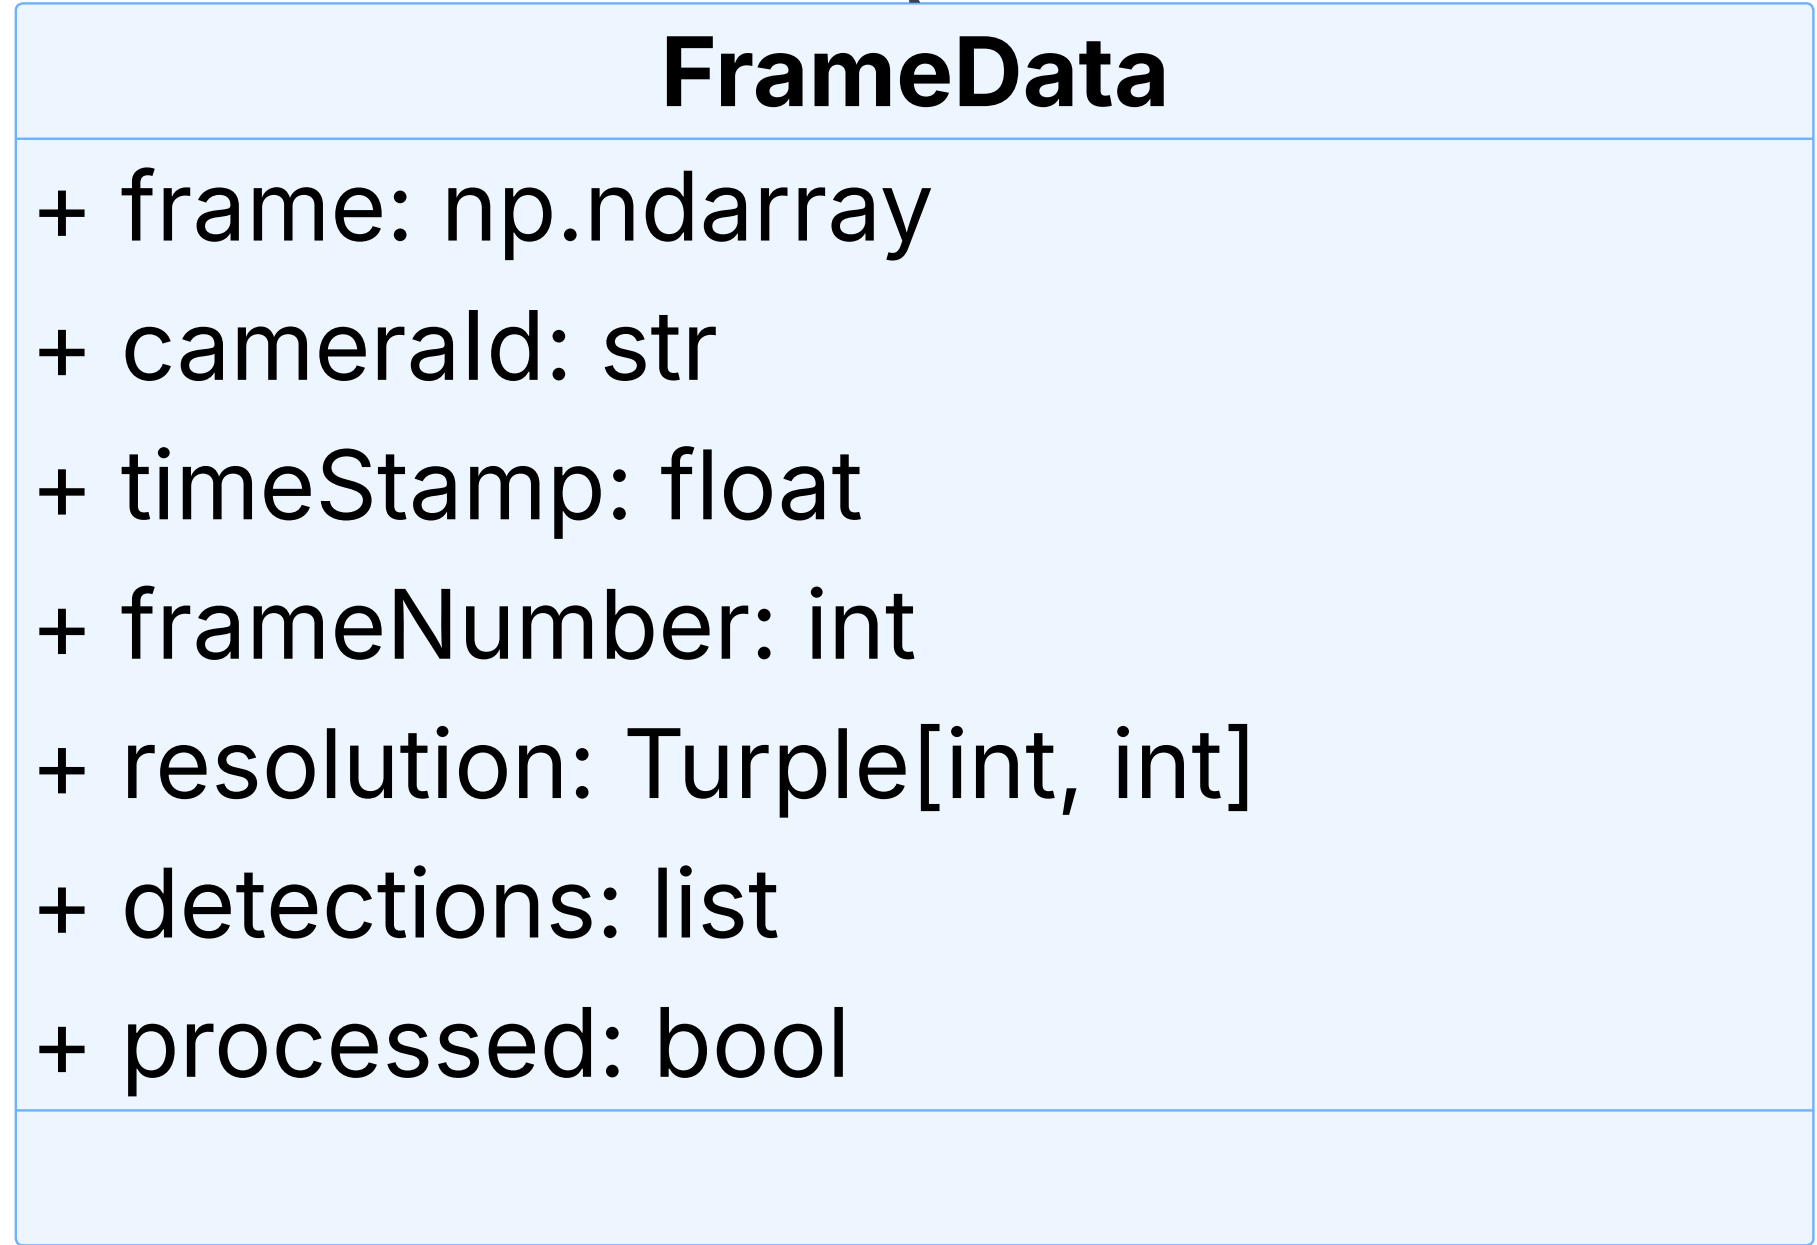 FrameData
+ frame: np.ndarray
+ cameraId: str
+ timeStamp: float
+ frameNumber: int
+ resolution: Turple[int, int]
+ detections: list
+ processed: bool